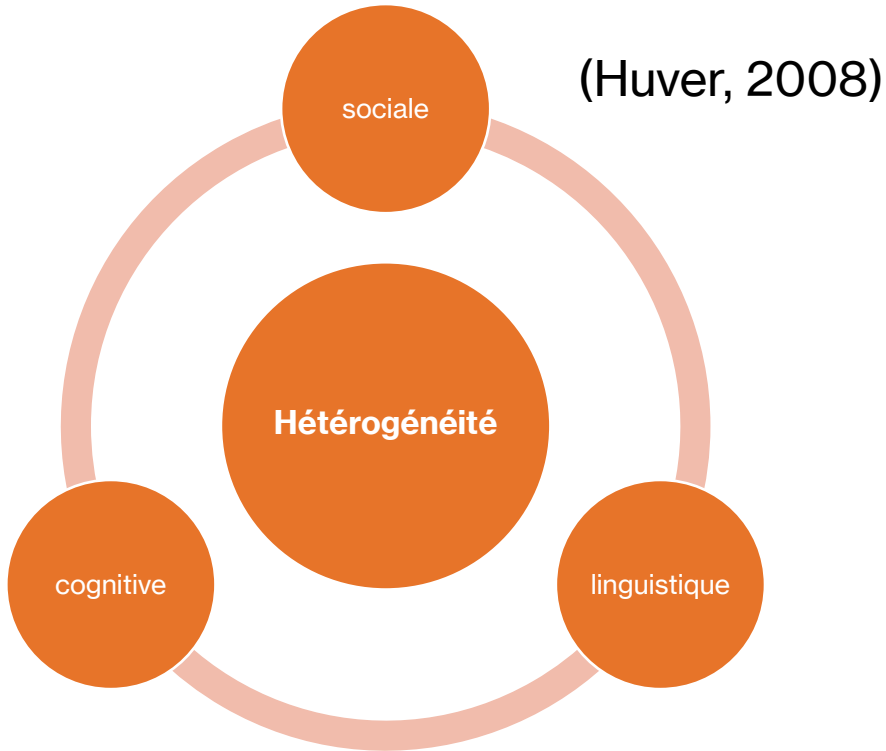 (Huver, 2008)
sociale
Hétérogénéité
cognitive
linguistique